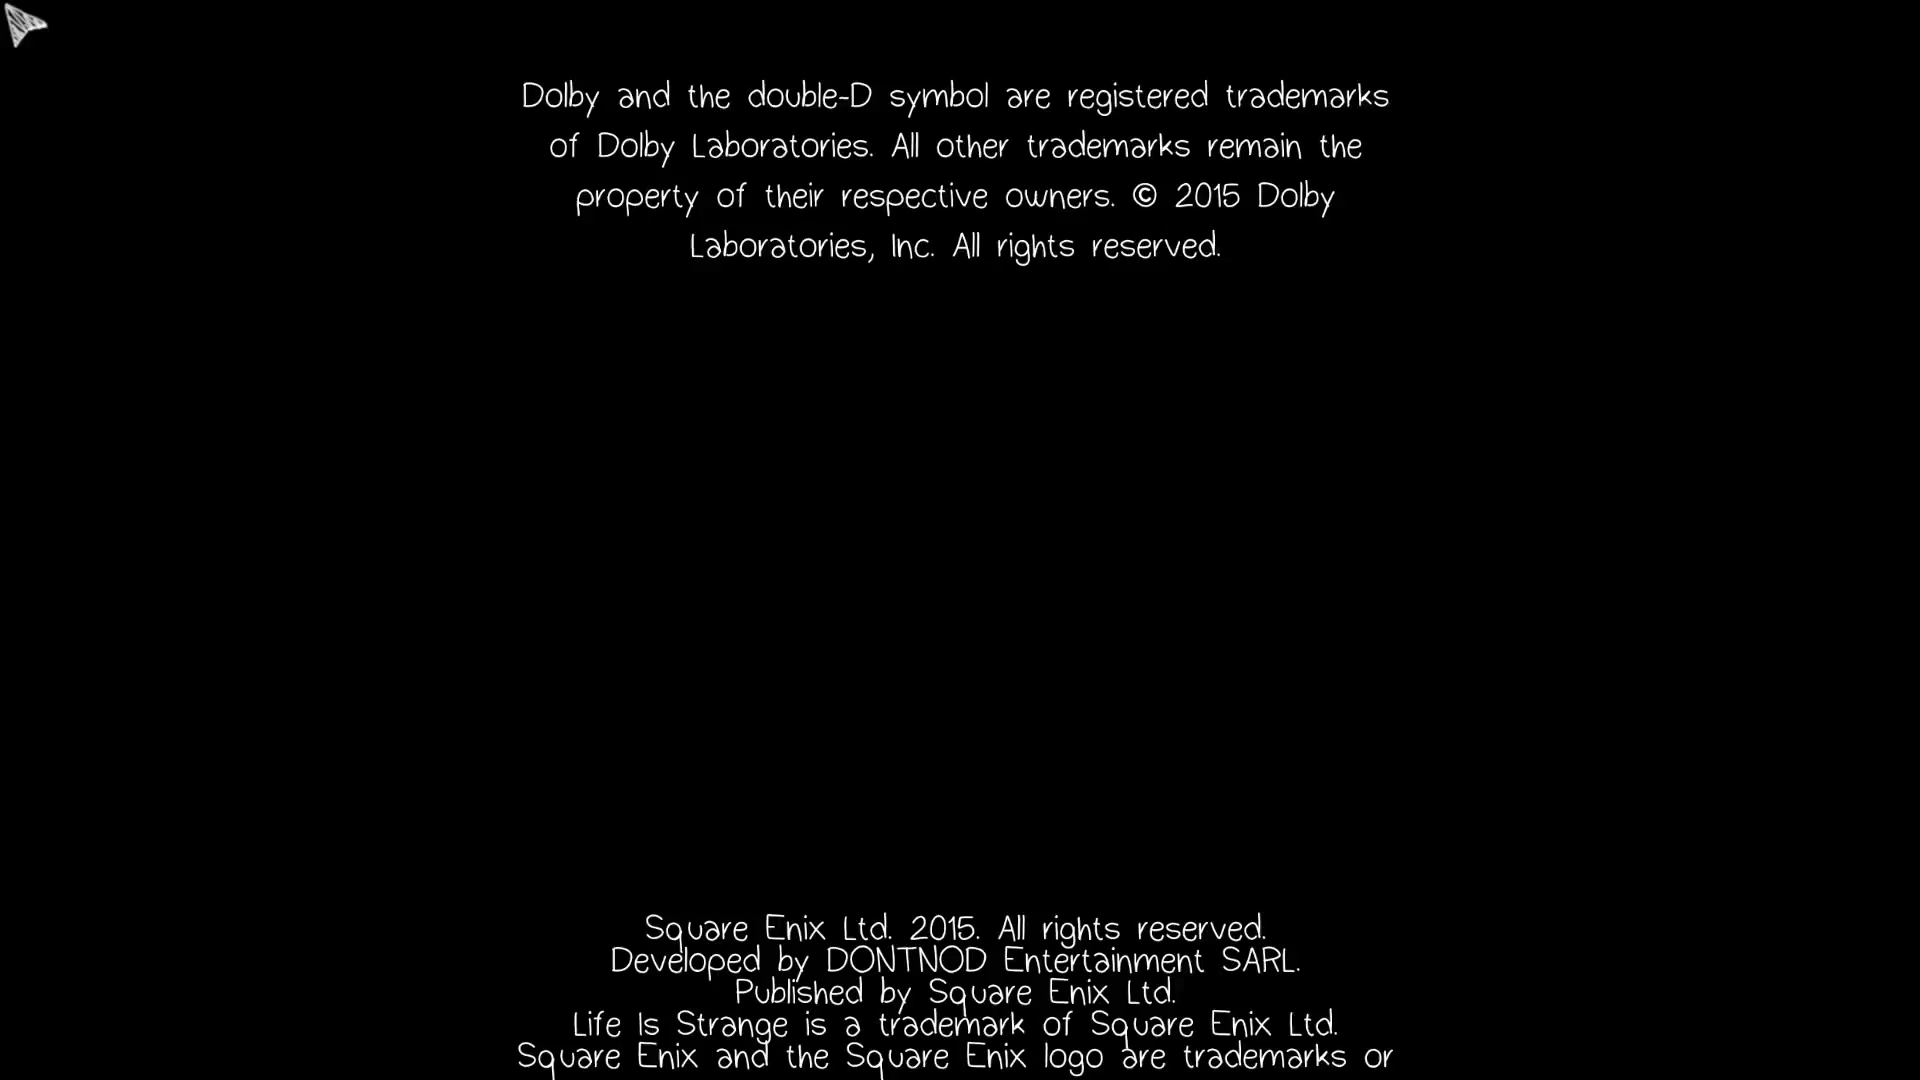 Dolby and the double-D symbol are registered trademarks
of Dolby Laboratories. All other trademarks remain the
property of their respective owners. © 2015 Dolby
Laboratories, Inc. All rights reserved.
Square Enix Ltd. 2015. All rights reserved.
Developed by DONTNOD Entertainment SARL.
Published by Square Enix Ltd.
Life Is Strange is a trademark of Square Enix Ltd.
Square Enix and the Square Enix logo are trademarks or